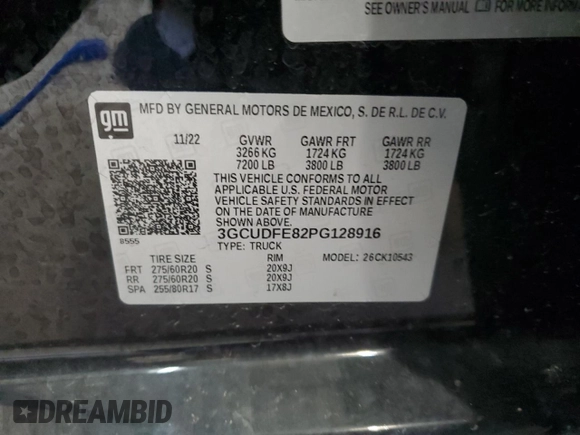 SEE OWNER'S MANUAL FOR MORE INFORM
gm
MFD BY GENERAL MOTORS DE MEXICO, S. DE R.L. DE C.V.
11/22 GVWR GAWR FRT GAWR RR
3266 KG 1724 KG 1724 KG
7200 LB 3800 LB 3800 LB
THIS VEHICLE CONFORMS TO ALL
APPLICABLE U.S. FEDERAL MOTOR
VEHICLE SAFETY STANDARDS IN EFFECT
ON THE DATE OF MANUFACTURE
SHOWN ABOVE.
8555 3GCUDFE82PG128916
TYPE: TRUCK
TIRE SIZE RIM MODEL: 26CK10543
FRT 275/60R20 S 20X9J
RR 275/60R20 S 20X9J
SPA 255/80R17 S 17X8J
DREAMBID